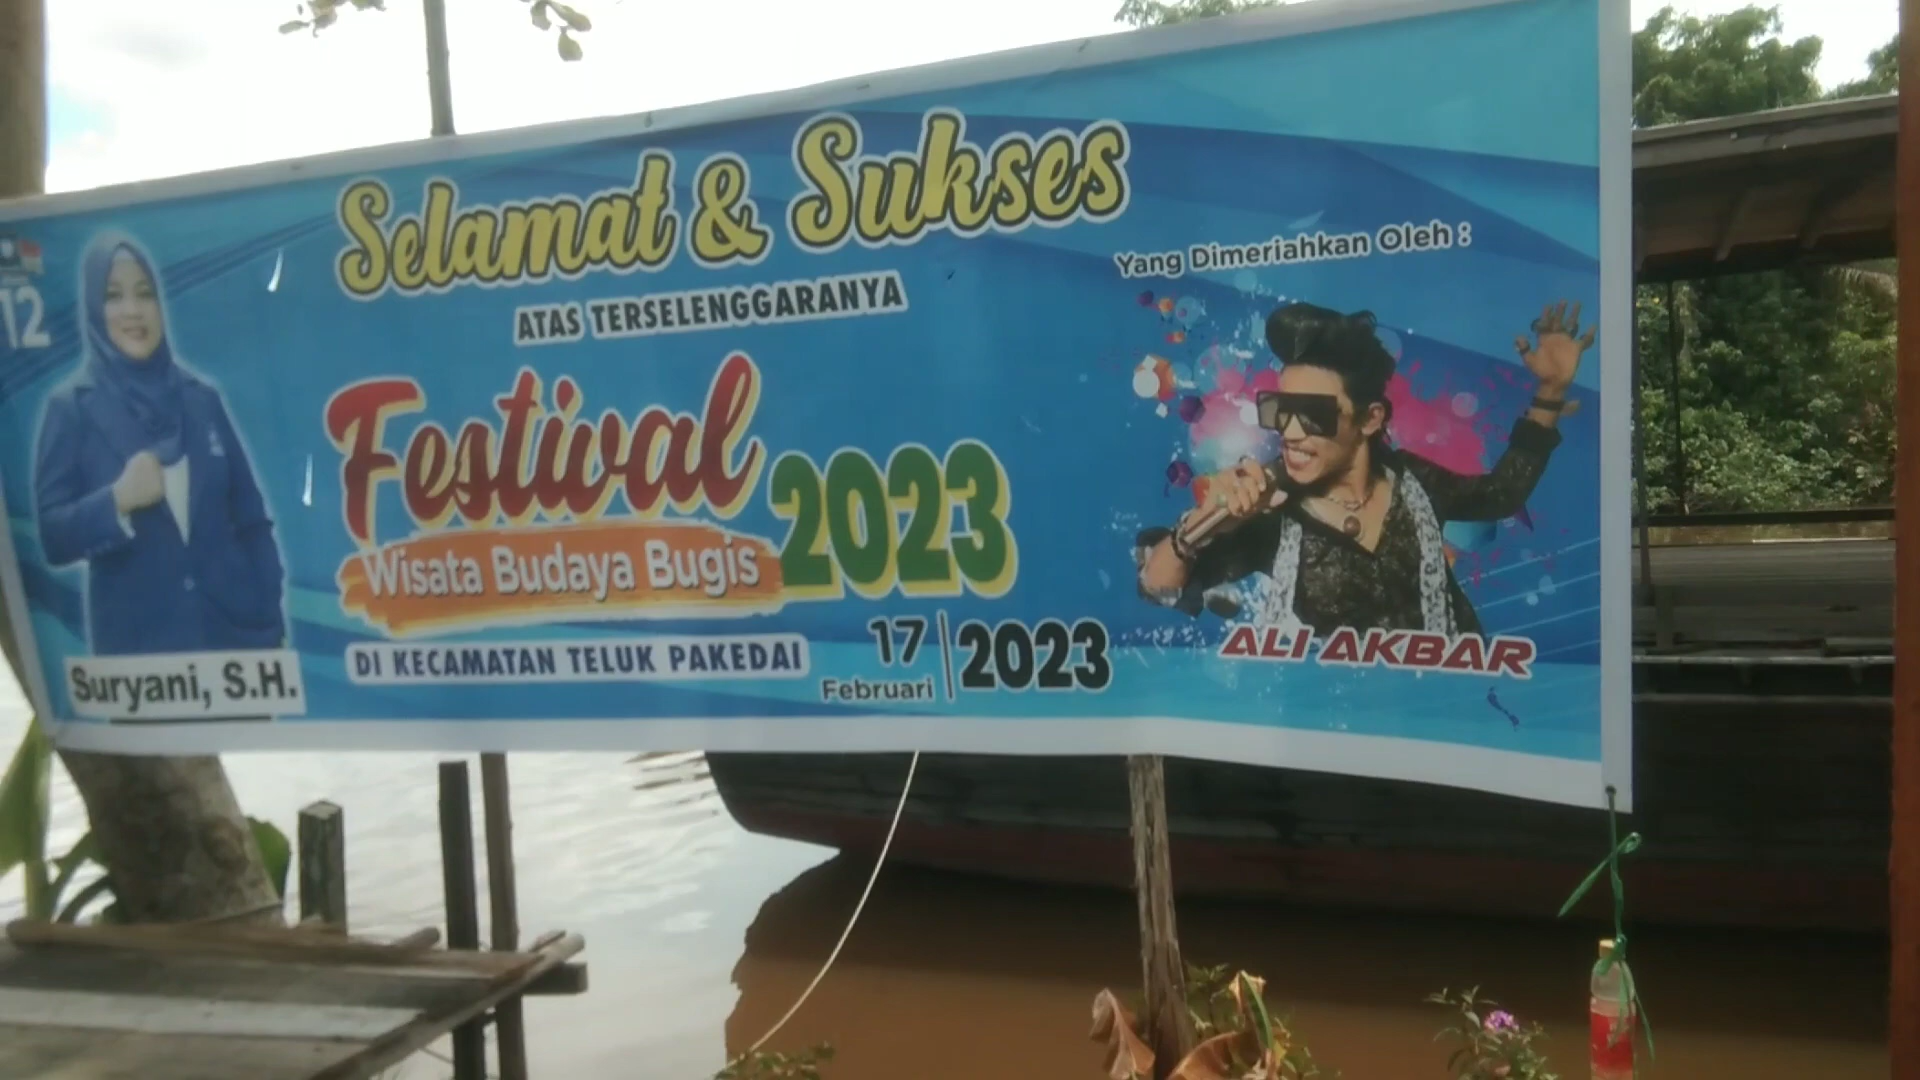 12
Selamat & Sukses
ATAS TERSELENGGARANYA
Festival 2023
Wisata Budaya Bugis
DI KECAMATAN TELUK PAKEDAI
17 Februari 2023
Suryani, S.H.
Yang Dimeriahkan Oleh :
ALI AKBAR